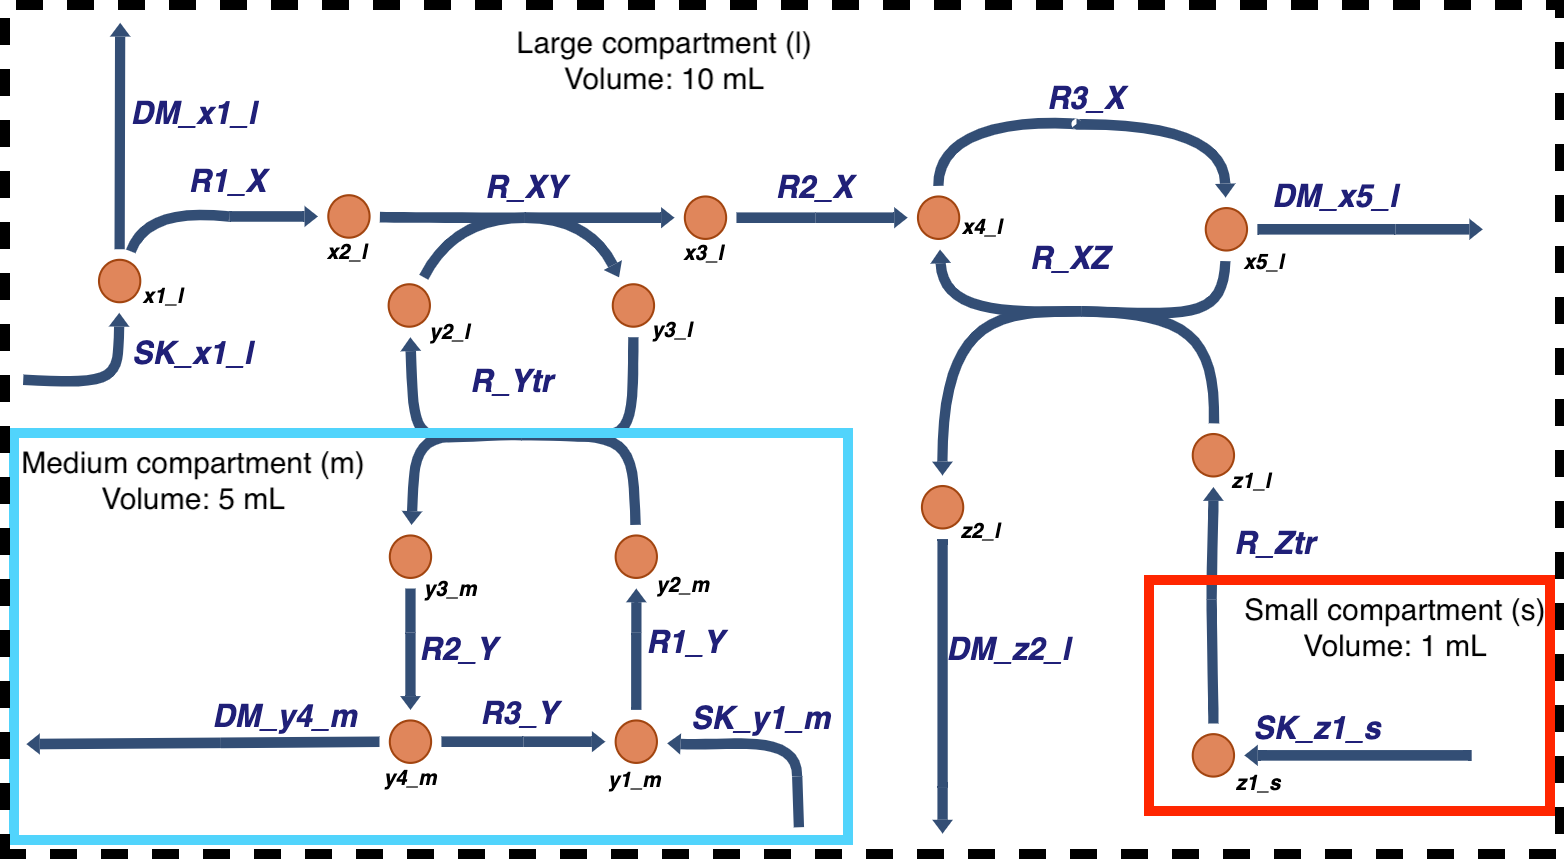 Large compartment (l)
Volume: 10 mL
DM_x1_l
R1_X
R_XY
R2_X
R3_X
DM_x5_l
x1_l
x2_l
x3_l
x4_l
x5_l
R_XZ
SK_x1_l
y2_l
y3_l
R_Ytr
Medium compartment (m)
Volume: 5 mL
y3_m
y2_m
R2_Y
R1_Y
DM_y4_m
R3_Y
SK_y1_m
y4_m
y1_m
z2_l
z1_l
R_Ztr
DM_z2_l
Small compartment (s)
Volume: 1 mL
SK_z1_s
z1_s